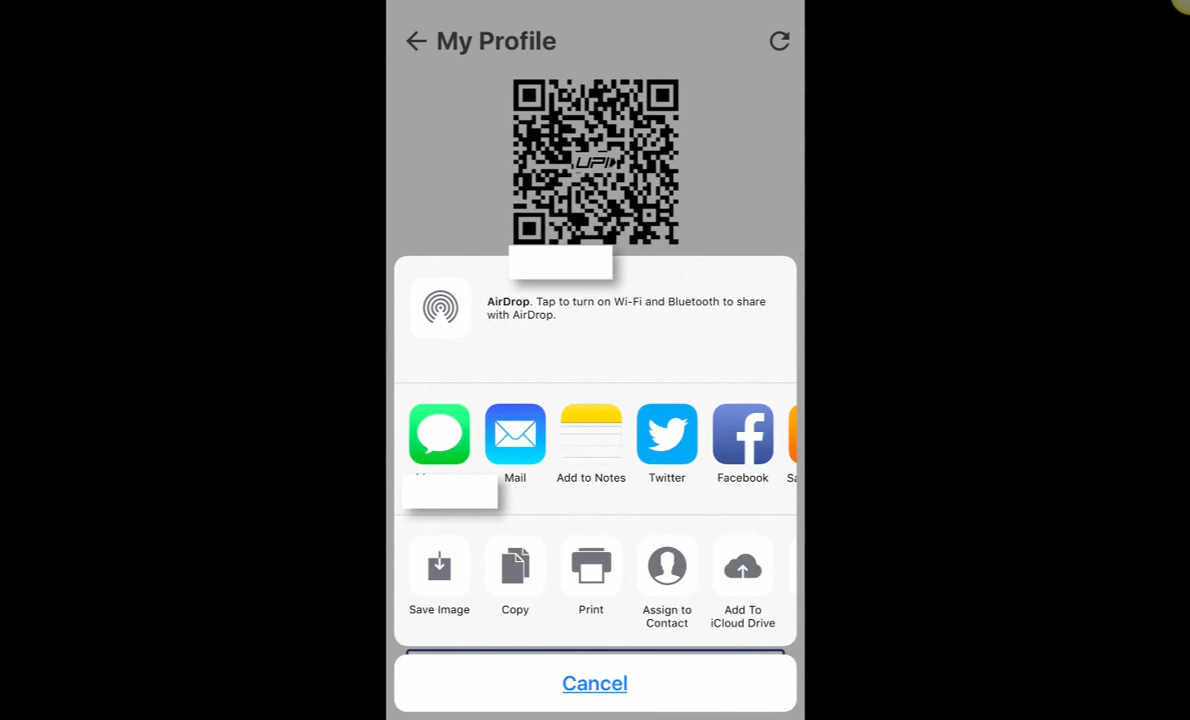 My Profile
UPI
AirDrop. Tap to turn on Wi-Fi and Bluetooth to share
with AirDrop.
Mail
Add to Notes
Twitter
Facebook
Save Image
Copy
Print
Assign to
Contact
Add To
iCloud Drive
Cancel